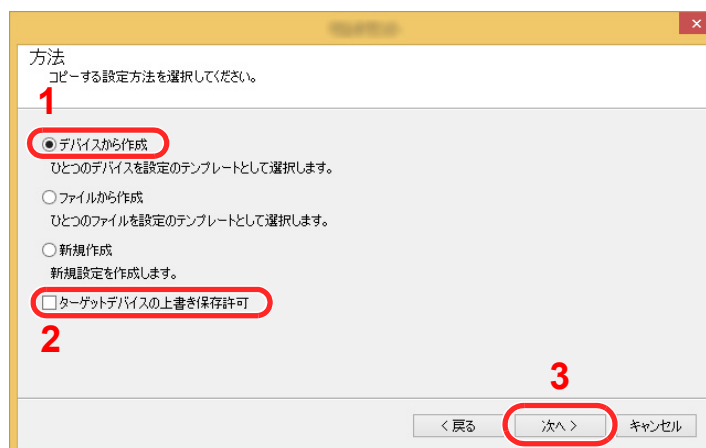 方法
コピーする設定方法を選択してください。
1
デバイスから作成
ひとつのデバイスを設定のテンプレートとして選択します。
ファイルから作成
ひとつのファイルを設定のテンプレートとして選択します。
新規作成
新規設定を作成します。
ターゲットデバイスの上書き保存許可
2
3
< 戻る 次へ > キャンセル